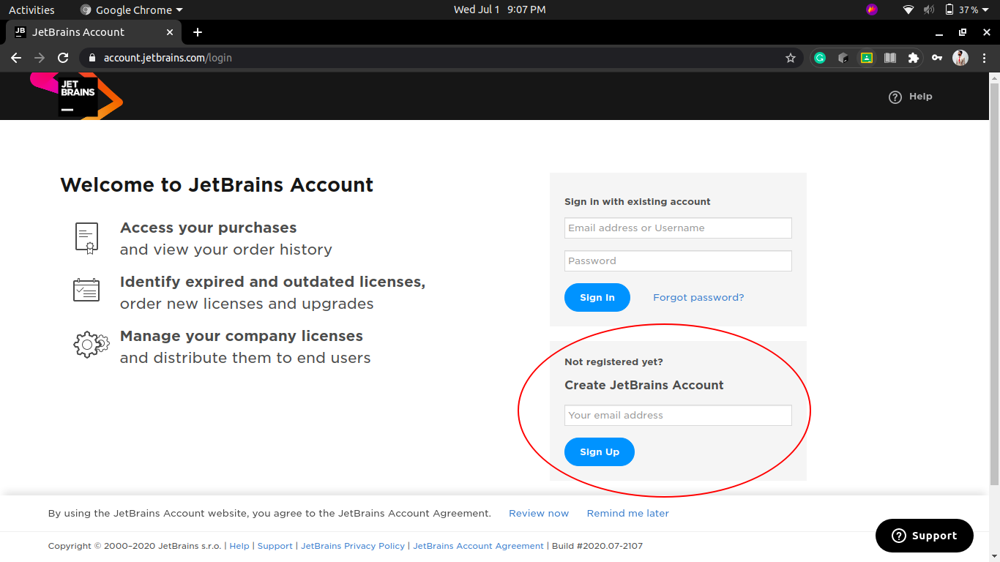 Activities Google Chrome Wed Jul 1 9:07 PM 37 %
JB JetBrains Account
account.jetbrains.com/login
JET
BRAINS
Help
Welcome to JetBrains Account
Access your purchases
and view your order history
Identify expired and outdated licenses,
order new licenses and upgrades
Manage your company licenses
and distribute them to end users
Sign in with existing account
Email address or Username
Password
Sign In Forgot password?
Not registered yet?
Create JetBrains Account
Your email address
Sign Up
By using the JetBrains Account website, you agree to the JetBrains Account Agreement. Review now Remind me later
Copyright © 2000–2020 JetBrains s.r.o. | Help | Support | JetBrains Privacy Policy | JetBrains Account Agreement | Build #2020.07-2107
Support